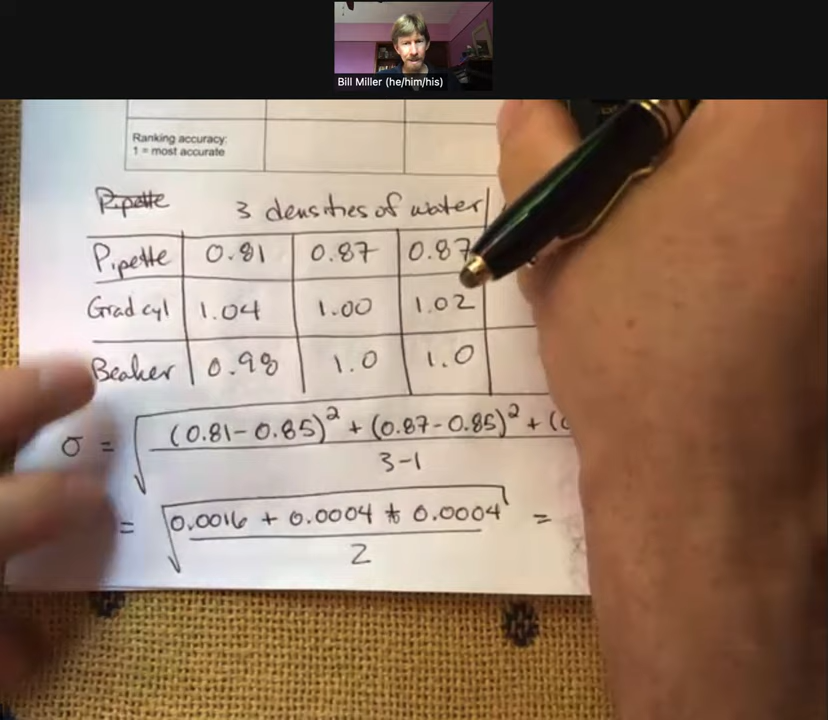 Bill Miller (he/him/his)
Ranking accuracy:
1 = most accurate
Pipette 3 densities of water
Pipette 0.81 0.87 0.87
Grad cyl 1.04 1.00 1.02
Beaker 0.98 1.0 1.0
σ = √ (0.81-0.85)² + (0.87-0.85)² + (
3-1
= √ 0.0016 + 0.0004 + 0.0004 =
2